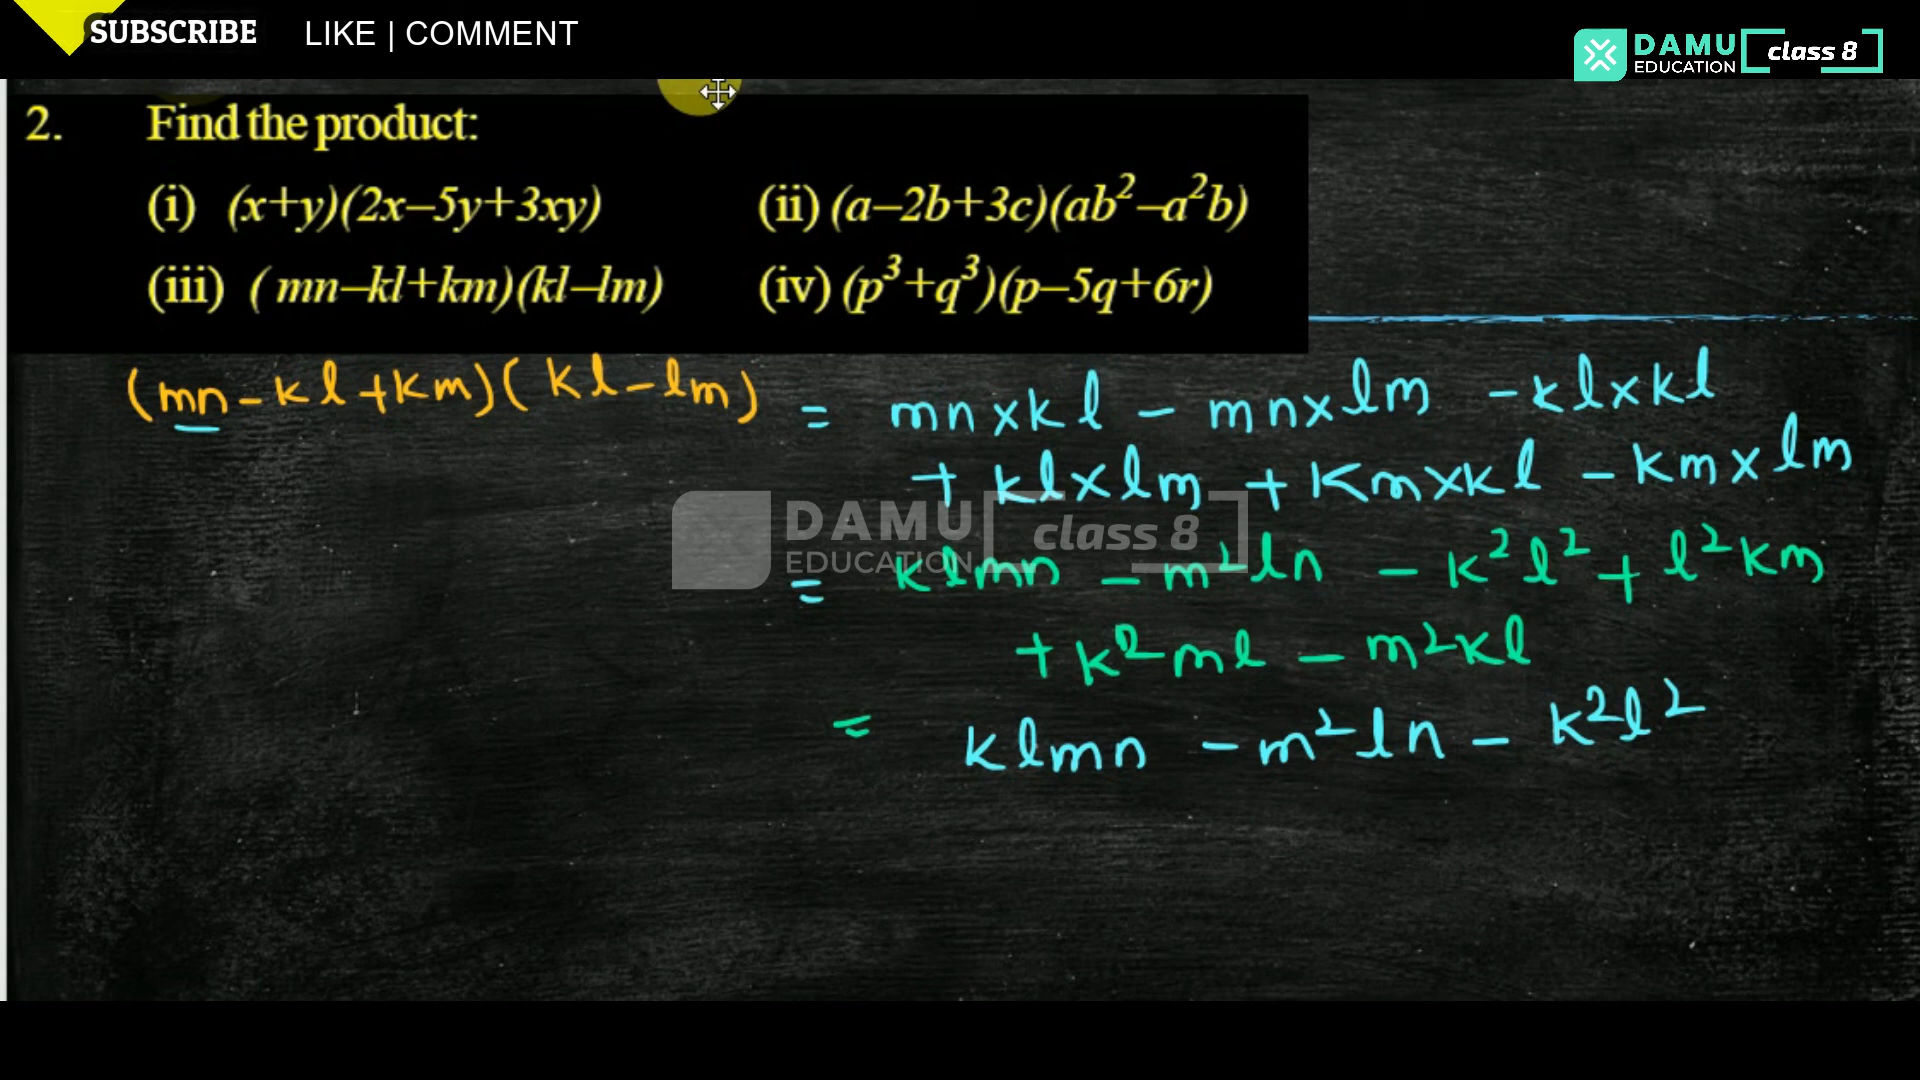 SUBSCRIBE LIKE | COMMENT
DAMU EDUCATION class 8
2. Find the product:
(i) (x+y)(2x–5y+3xy) (ii) (a–2b+3c)(ab²–a²b)
(iii) ( mn–kl+km)(kl–lm) (iv) (p³+q³)(p–5q+6r)
(mn - kl + km)( kl - lm) = mn x kl - mn x lm - kl x kl
+ kl x lm + km x kl - km x lm
DAMU EDUCATION class 8
= klmn - m²ln - k²l² + l²km
+ k²ml - m²kl
= klmn - m²ln - k²l²